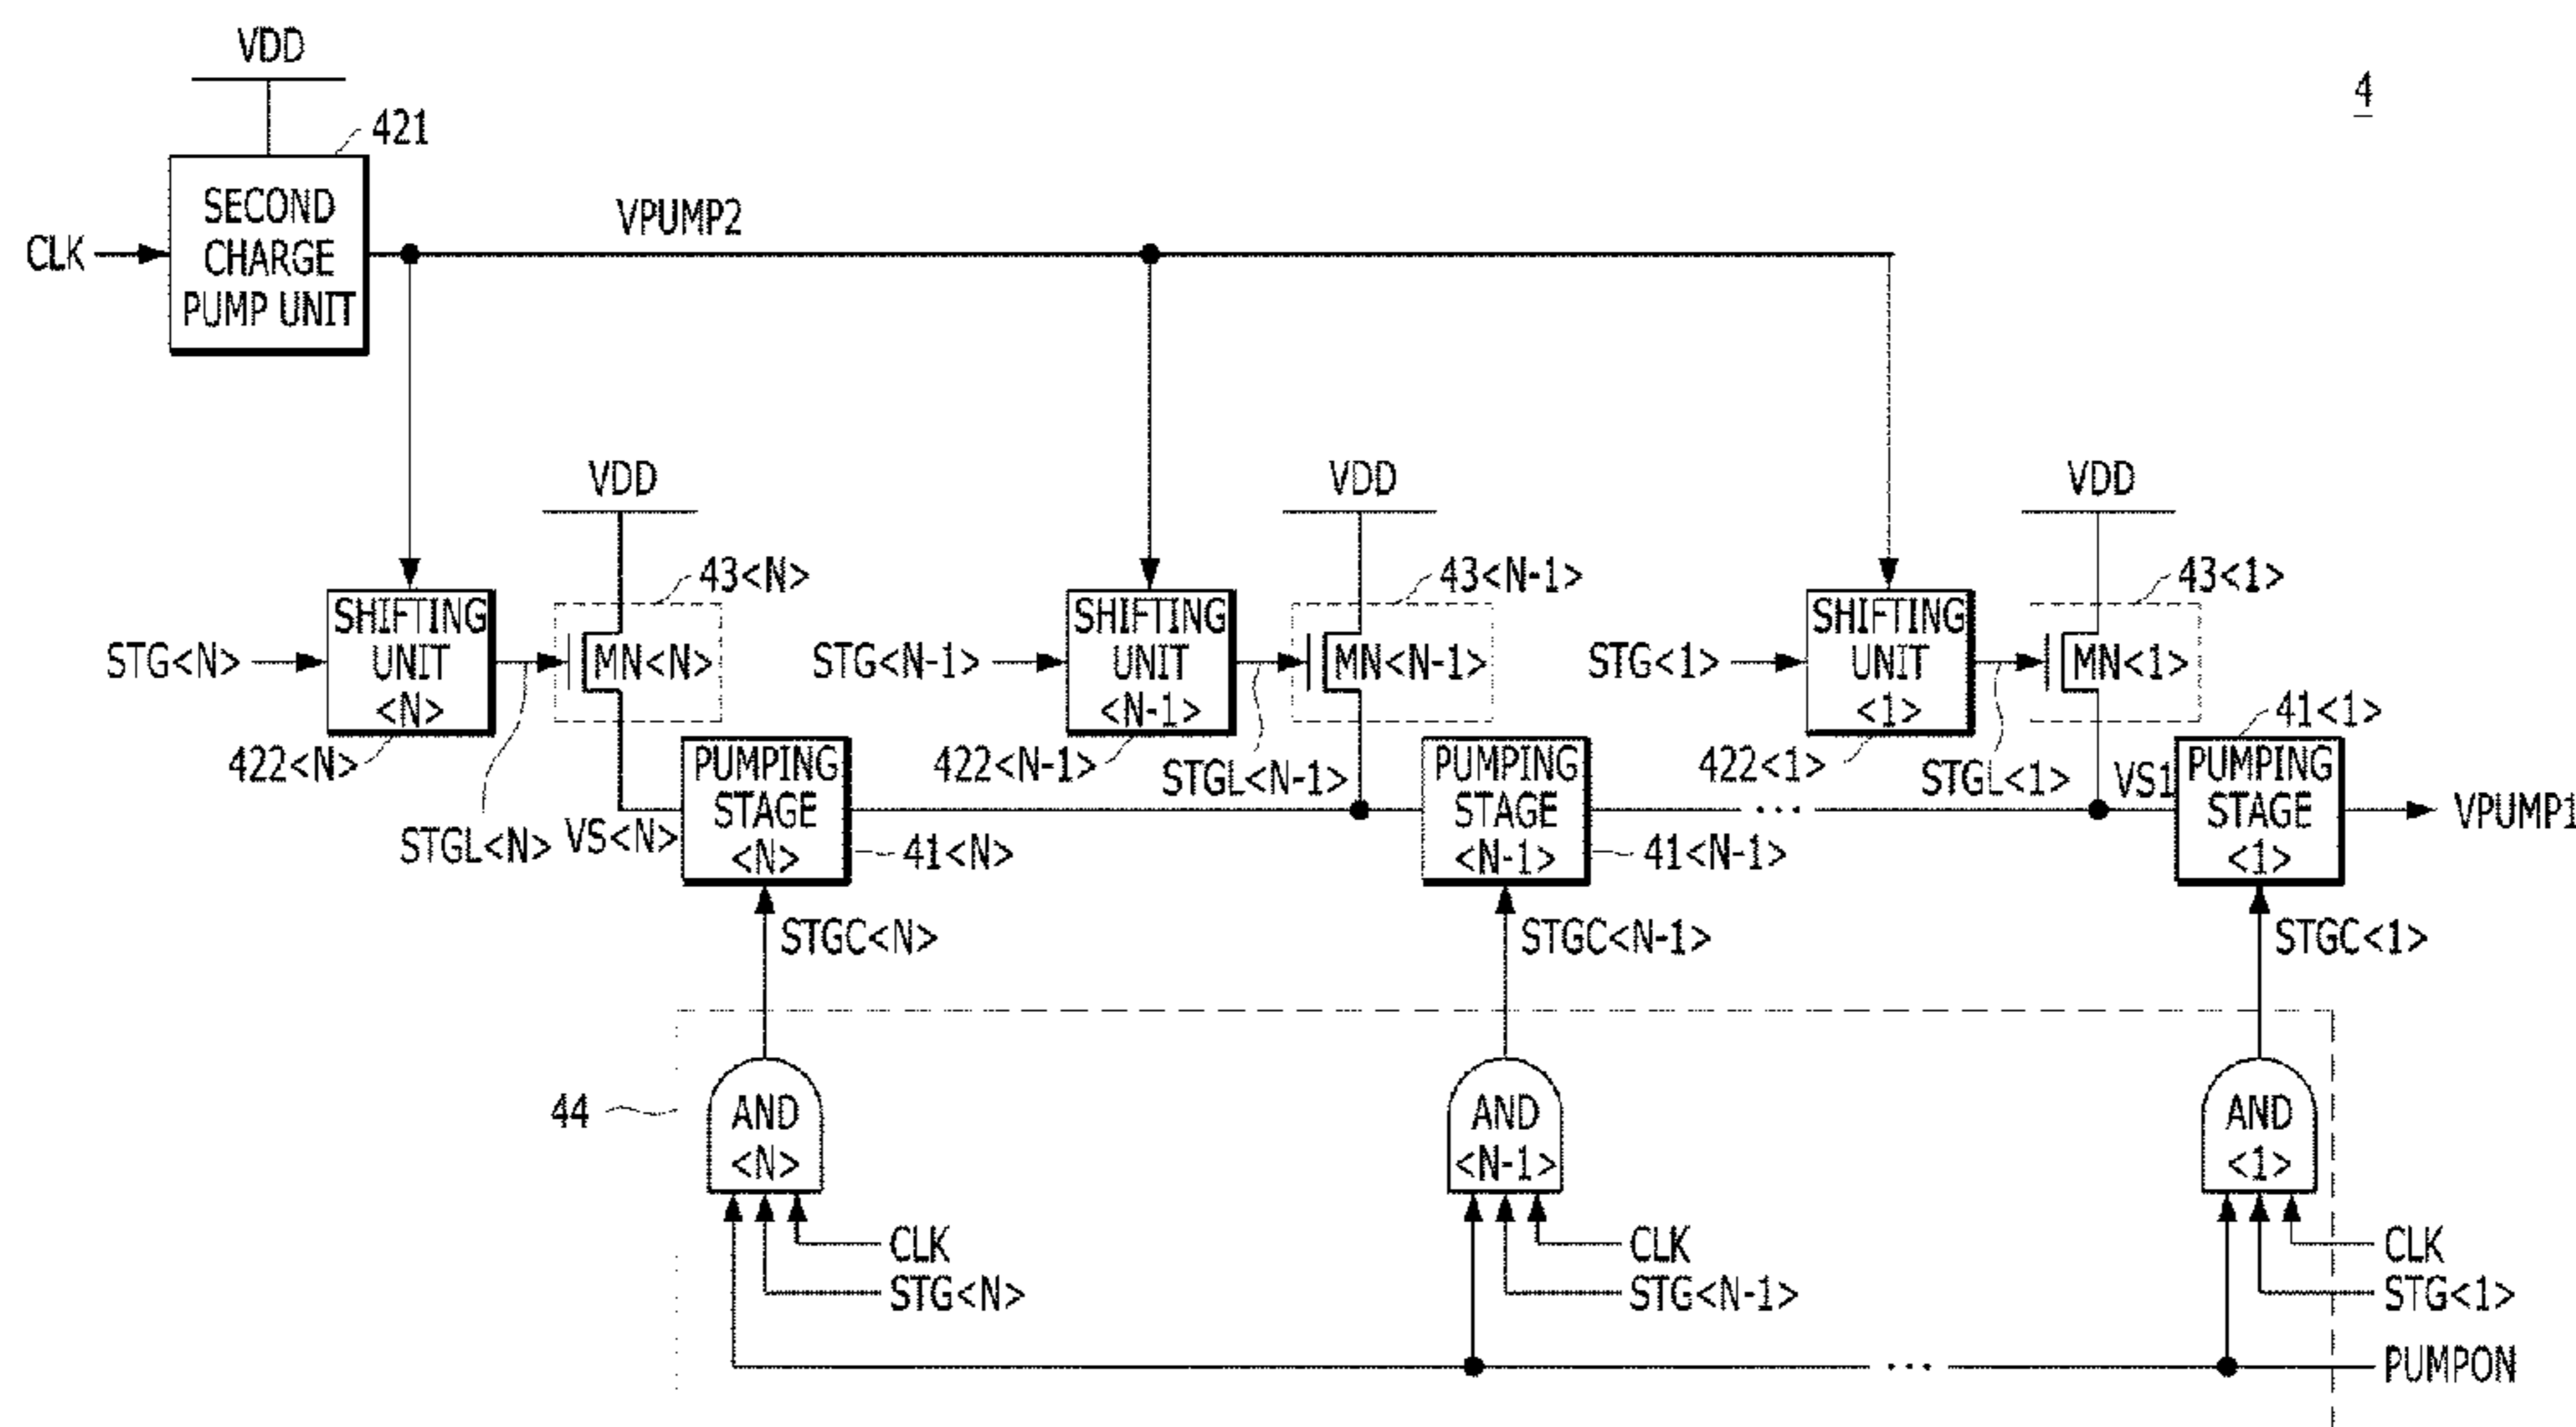 VDD
4
421
SECOND
CHARGE
PUMP UNIT
CLK
VPUMP2
VDD
VDD
VDD
43<N>
43<N-1>
43<1>
SHIFTING
UNIT
<N>
STG<N>
MN<N>
SHIFTING
UNIT
<N-1>
STG<N-1>
MN<N-1>
SHIFTING
UNIT
<1>
STG<1>
MN<1>
422<N>
STGL<N>
VS<N>
PUMPING
STAGE
<N>
41<N>
422<N-1>
STGL<N-1>
PUMPING
STAGE
<N-1>
41<N-1>
...
422<1>
STGL<1>
VS1
41<1>
PUMPING
STAGE
<1>
VPUMP1
STGC<N>
STGC<N-1>
STGC<1>
44
AND
<N>
AND
<N-1>
AND
<1>
CLK
STG<N>
CLK
STG<N-1>
CLK
STG<1>
...
PUMPON